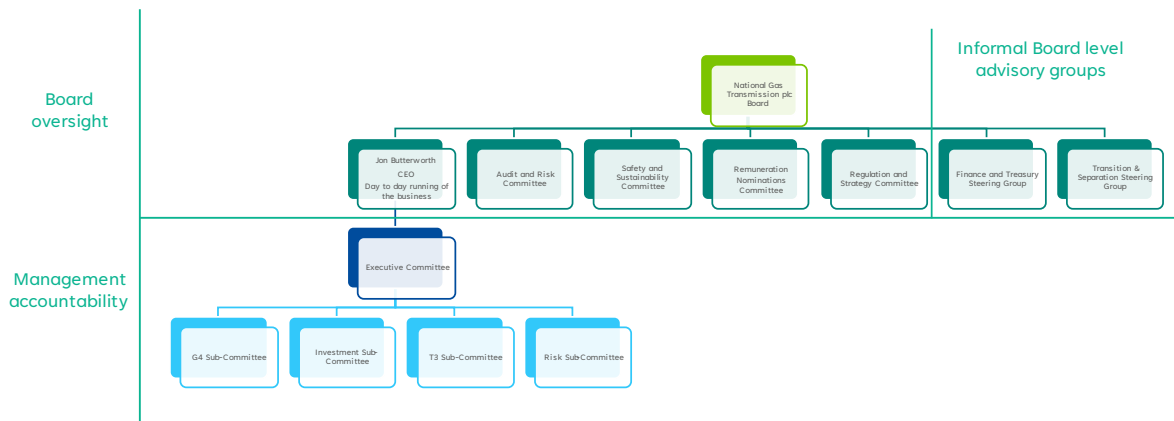 Informal Board level
advisory groups
Board
oversight
National Gas
Transmission plc
Board
Jon Butterworth
CEO
Day to day running of
the business
Audit and Risk
Committee
Safety and
Sustainability
Committee
Remuneration
Nominations
Committee
Regulation and
Strategy Committee
Finance and Treasury
Steering Group
Transition &
Separation Steering
Group
Management
accountability
Executive Committee
G4 Sub-Committee
Investment Sub-
Committee
T3 Sub-Committee
Risk Sub-Committee